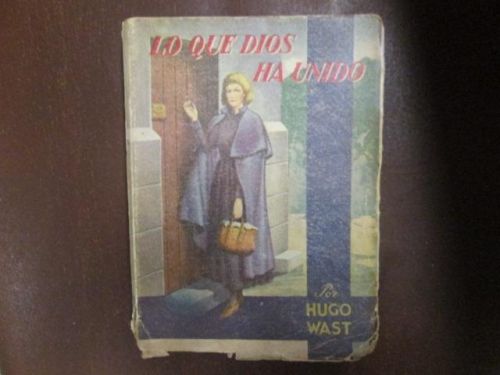 LO QUE DIOS
HA UNIDO
Por
HUGO
WAST